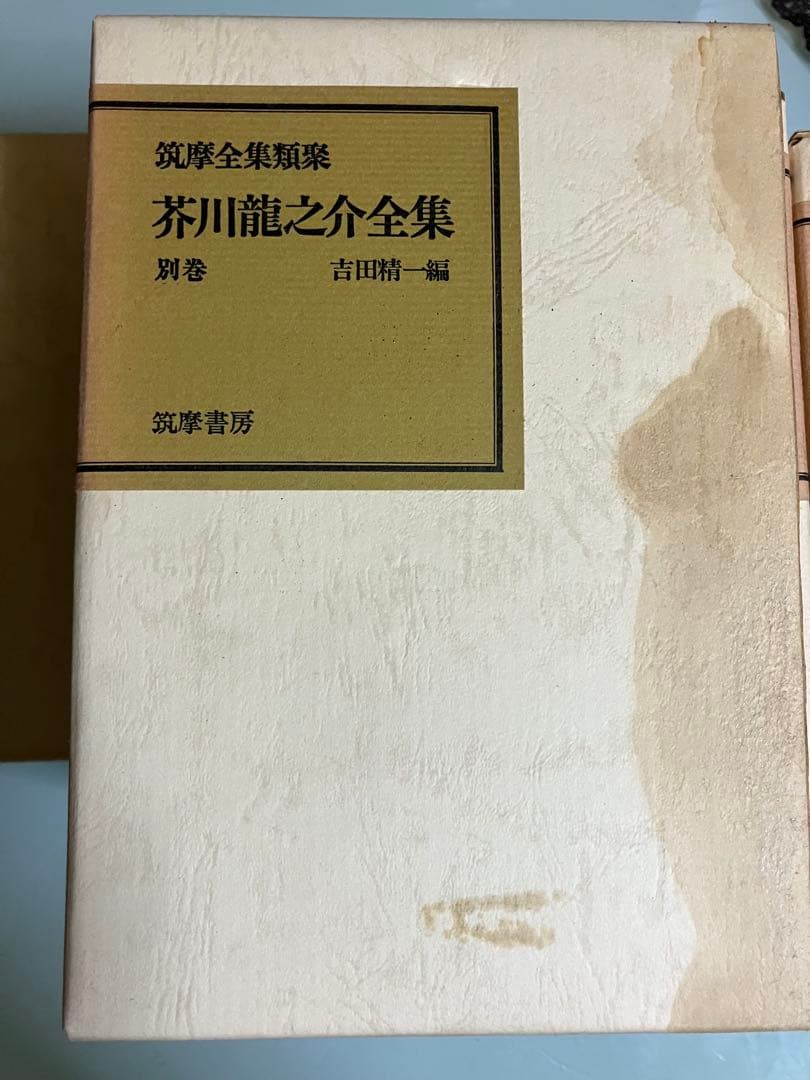 筑摩全集類聚
芥川龍之介全集
別巻 吉田精一編
筑摩書房